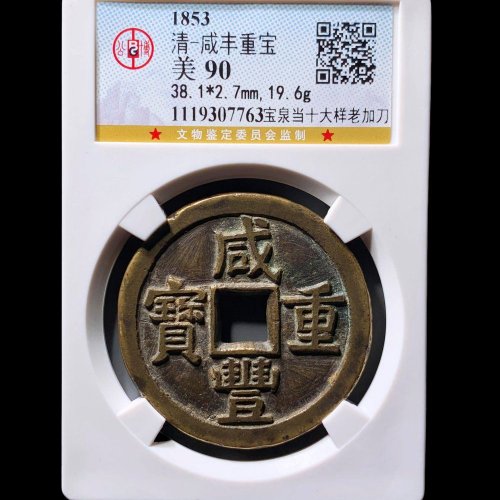 1853
清-咸丰重宝
美 90
38.1*2.7mm,19.6g
1119307763宝泉当十大样老加刀
★ 文物鉴定委员会监制 ★
公博
咸
豐
重
寶